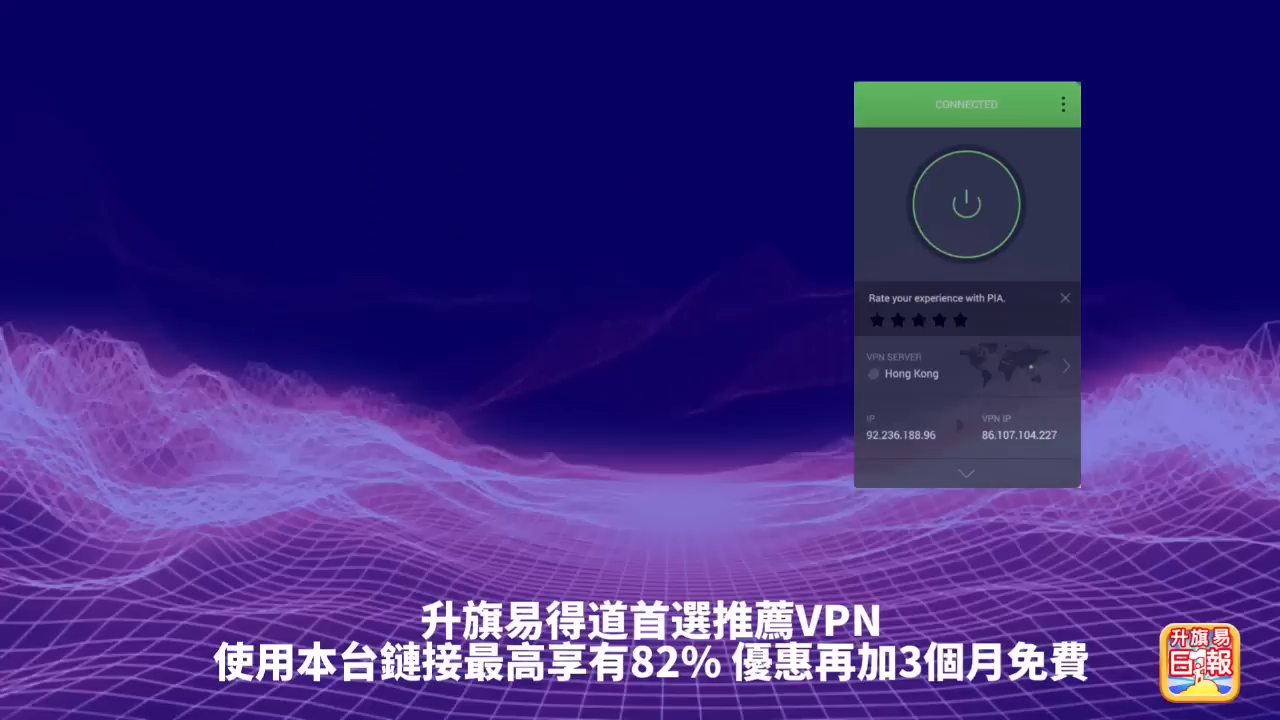 CONNECTED
Rate your experience with PIA.
VPN SERVER
Hong Kong
IP
VPN IP
92.236.188.96
86.107.104.227
升旗易得道首選推薦VPN
使用本台鏈接最高享有82% 優惠再加3個月免費
升旗易
日報